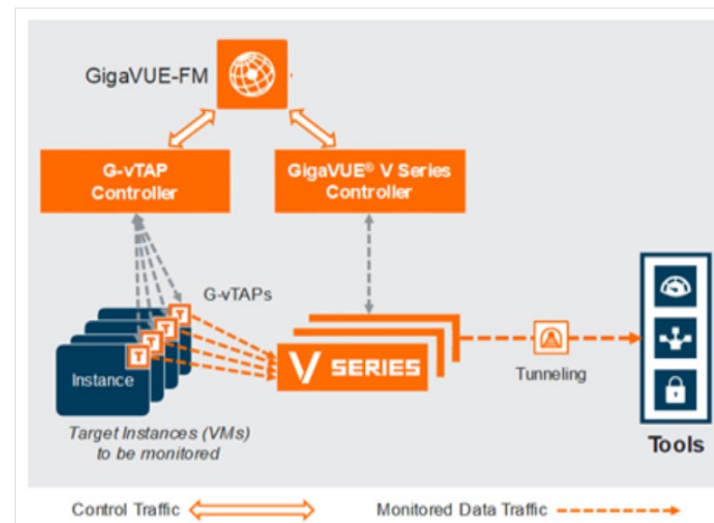 GigaVUE-FM
G-vTAP
Controller
GigaVUE® V Series
Controller
G-vTAPs
T
T
T
T
Instance
V SERIES
Tunneling
Target Instances (VMs)
to be monitored
Tools
Control Traffic
Monitored Data Traffic